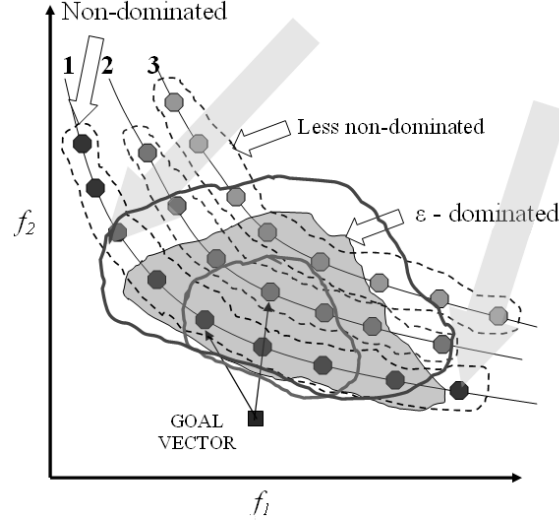 Non-dominated
1 2 3
Less non-dominated
f2
ε - dominated
GOAL
VECTOR
f1